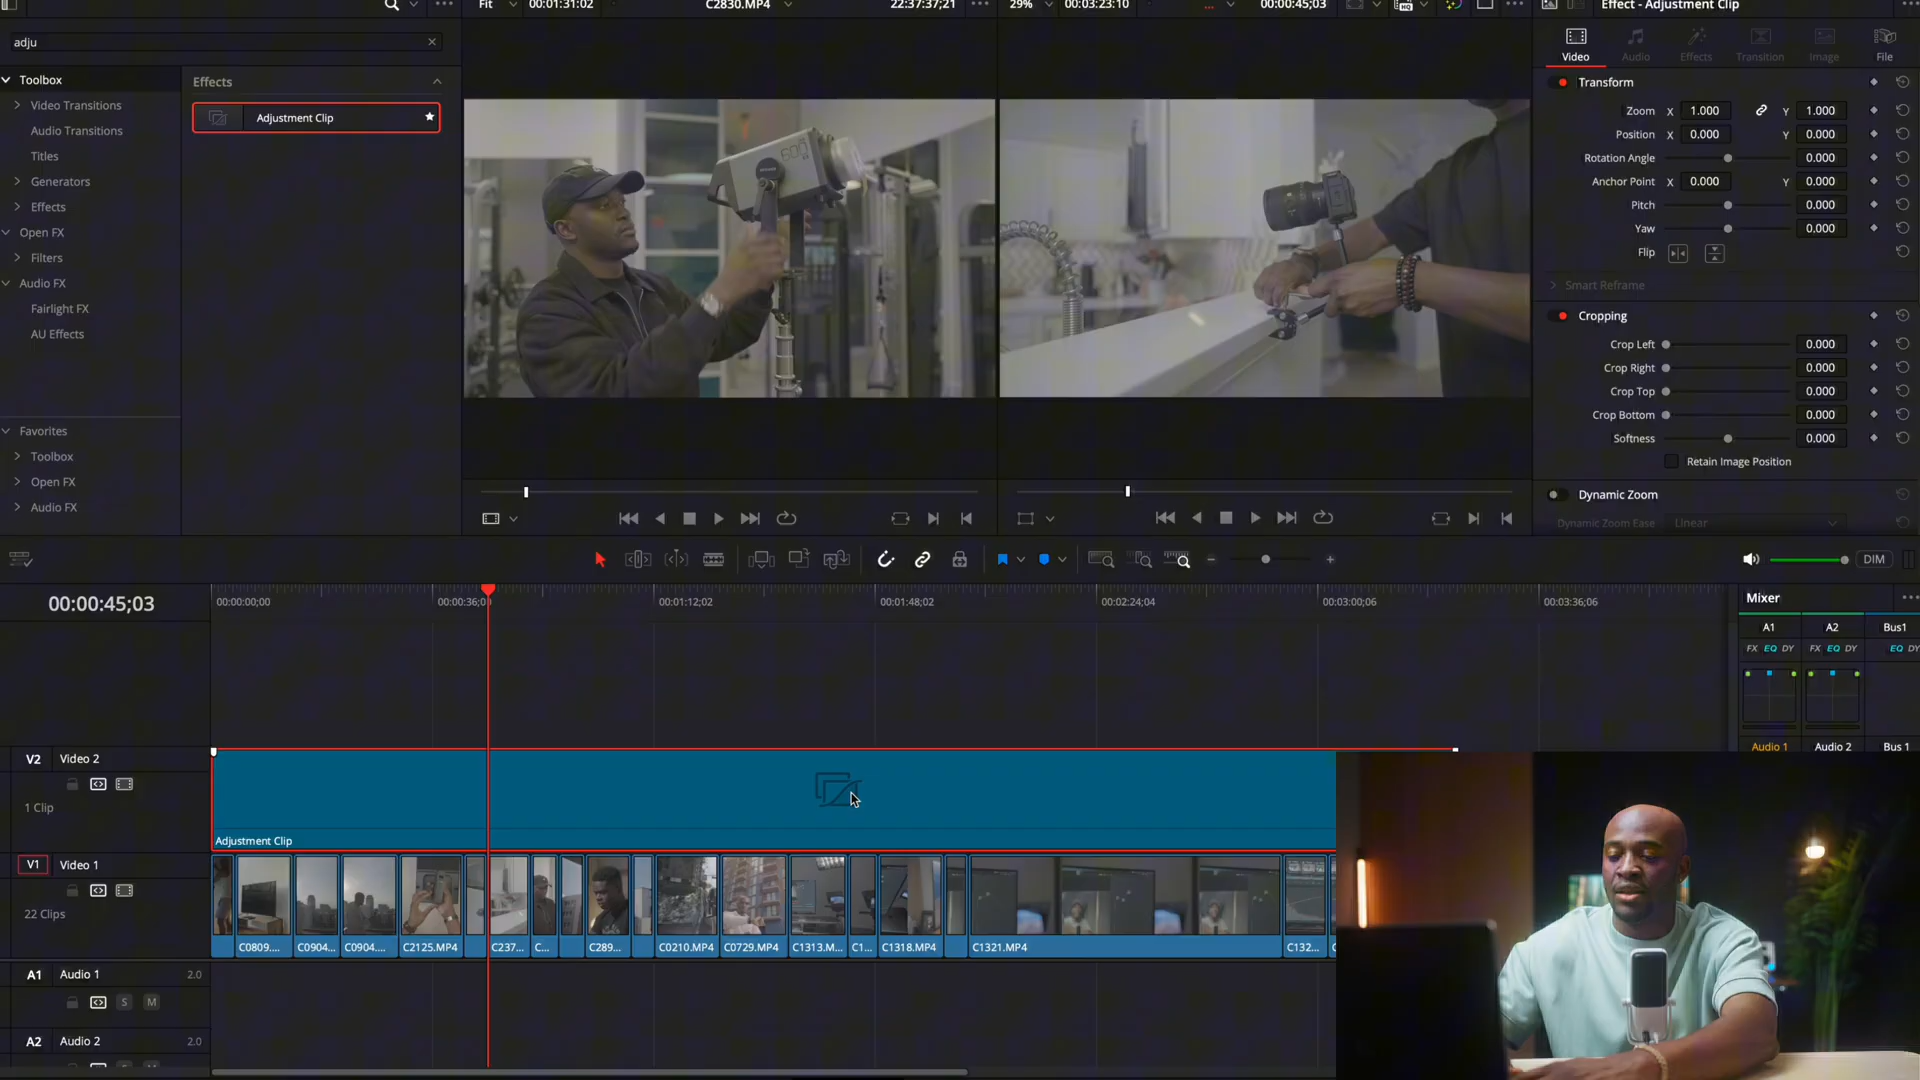 Fit 00:01:31:02 C2830.MP4 22:37:37;21 29% 00:03:23:10 00:00:45;03 Effect - Adjustment Clip
adju
Toolbox
Video Transitions
Audio Transitions
Titles
Generators
Effects
Open FX
Filters
Audio FX
Fairlight FX
AU Effects
Favorites
Toolbox
Open FX
Audio FX
Effects
Adjustment Clip
600
Video Audio Effects Transition Image File
Transform
Zoom X 1.000 Y 1.000
Position X 0.000 Y 0.000
Rotation Angle 0.000
Anchor Point X 0.000 Y 0.000
Pitch 0.000
Yaw 0.000
Flip
Smart Reframe
Cropping
Crop Left 0.000
Crop Right 0.000
Crop Top 0.000
Crop Bottom 0.000
Softness 0.000
Retain Image Position
Dynamic Zoom
Dynamic Zoom Ease Linear
DIM
00:00:45;03
00:00:00;00 00:00:36;0 00:01:12;02 00:01:48;02 00:02:24;04 00:03:00;06 00:03:36;06
Mixer
A1 A2 Bus1
FX EQ DY FX EQ DY EQ DY
Audio 1 Audio 2 Bus 1
V2 Video 2
1 Clip
Adjustment Clip
V1 Video 1
22 Clips
C0809.... C0904... C0904.... C2125.MP4 C237... C... C289... C0210.MP4 C0729.MP4 C1313.M... C1... C1318.MP4 C1321.MP4 C132...
A1 Audio 1 2.0
S M
A2 Audio 2 2.0